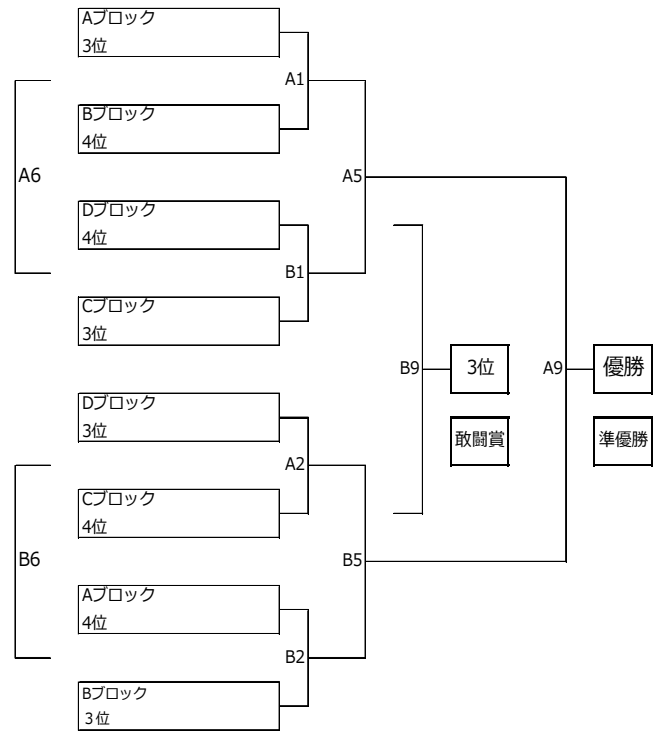 Aブロック
3位
A1
Bブロック
4位
A6
A5
Dブロック
4位
B1
Cブロック
3位
B9
3位
A9
優勝
Dブロック
3位
敢闘賞
準優勝
A2
Cブロック
4位
B6
B5
Aブロック
4位
B2
Bブロック
３位